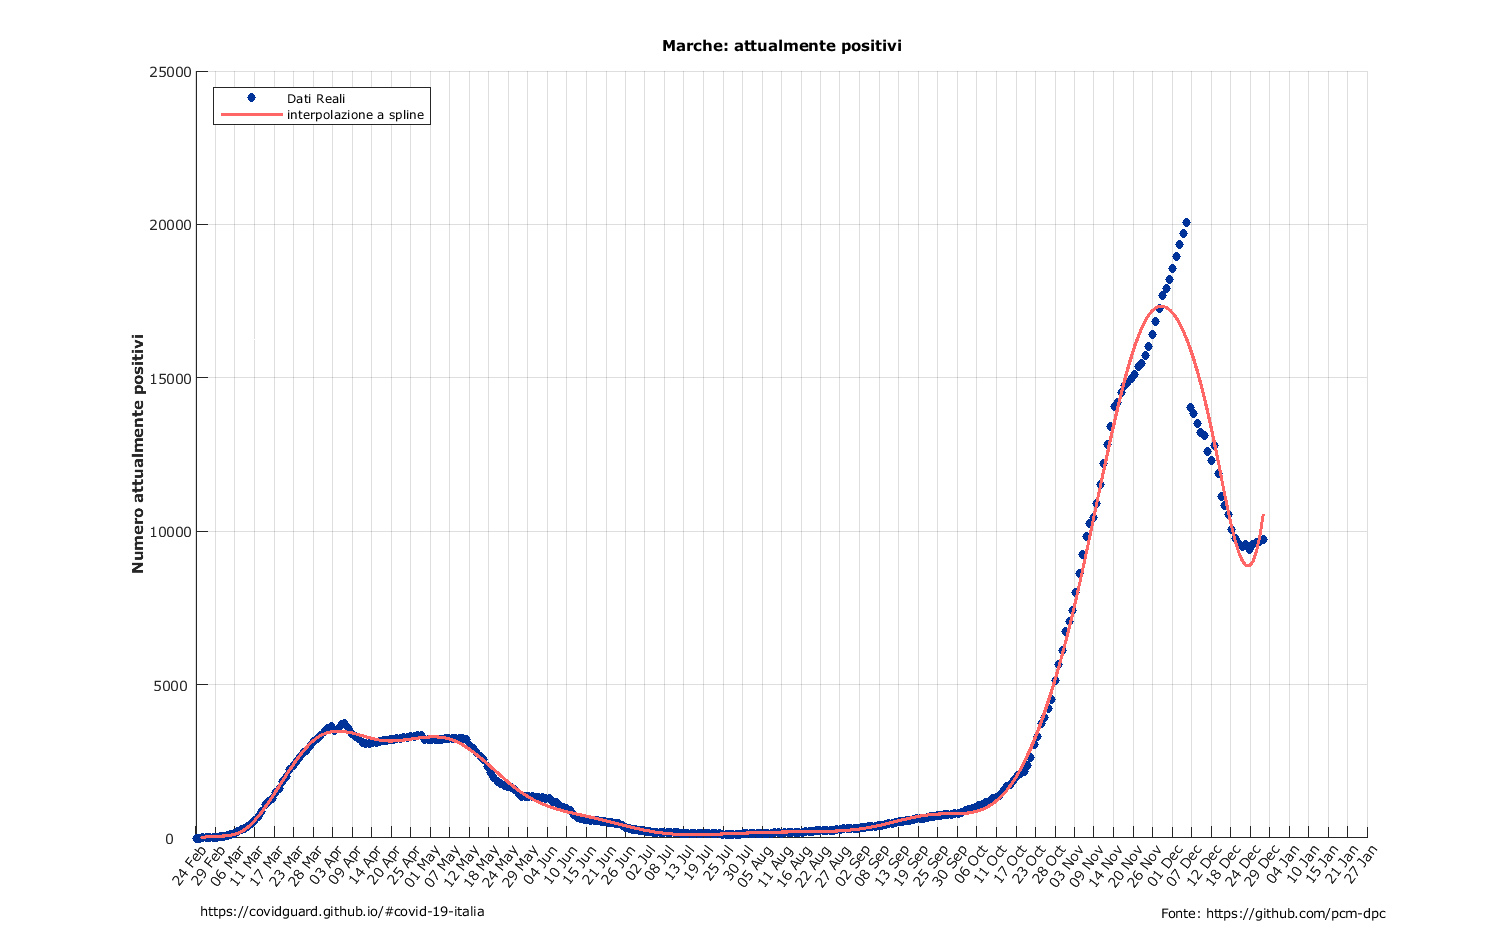 Marche: attualmente positivi
Dati Reali
interpolazione a spline
Numero attualmente positivi
25000
20000
15000
10000
5000
0
24 Feb
29 Feb
06 Mar
11 Mar
17 Mar
23 Mar
28 Mar
03 Apr
09 Apr
14 Apr
20 Apr
25 Apr
01 May
07 May
12 May
18 May
24 May
29 May
04 Jun
10 Jun
15 Jun
21 Jun
26 Jun
02 Jul
08 Jul
13 Jul
19 Jul
25 Jul
30 Jul
05 Aug
11 Aug
16 Aug
22 Aug
27 Aug
02 Sep
08 Sep
13 Sep
19 Sep
25 Sep
30 Sep
06 Oct
11 Oct
17 Oct
23 Oct
28 Oct
03 Nov
09 Nov
14 Nov
20 Nov
26 Nov
01 Dec
07 Dec
12 Dec
18 Dec
24 Dec
29 Dec
04 Jan
10 Jan
15 Jan
21 Jan
27 Jan
https://covidguard.github.io/#covid-19-italia
Fonte: https://github.com/pcm-dpc